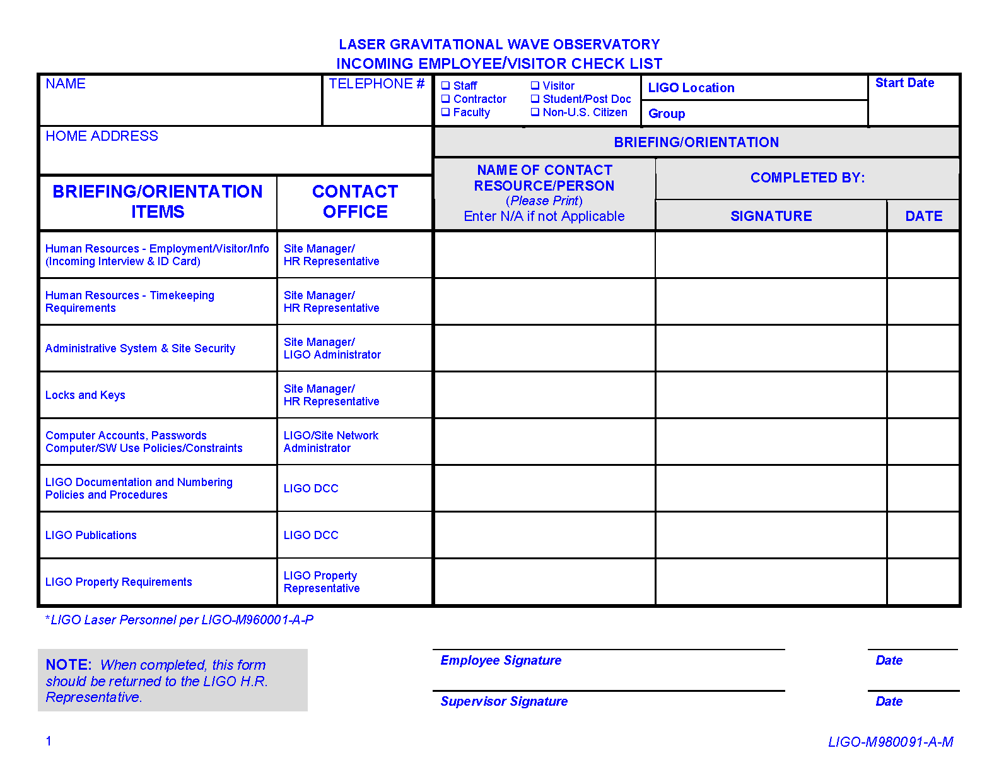 LASER GRAVITATIONAL WAVE OBSERVATORY
INCOMING EMPLOYEE/VISITOR CHECK LIST
NAME
TELEPHONE #
❑ Staff
❑ Contractor
❑ Faculty
❑ Visitor
❑ Student/Post Doc
❑ Non-U.S. Citizen
LIGO Location
Group
Start Date
HOME ADDRESS
BRIEFING/ORIENTATION
BRIEFING/ORIENTATION
ITEMS
CONTACT
OFFICE
NAME OF CONTACT
RESOURCE/PERSON
(Please Print)
Enter N/A if not Applicable
COMPLETED BY:
SIGNATURE
DATE
Human Resources - Employment/Visitor/Info
(Incoming Interview & ID Card)
Site Manager/
HR Representative
Human Resources - Timekeeping
Requirements
Site Manager/
HR Representative
Administrative System & Site Security
Site Manager/
LIGO Administrator
Locks and Keys
Site Manager/
HR Representative
Computer Accounts, Passwords
Computer/SW Use Policies/Constraints
LIGO/Site Network
Administrator
LIGO Documentation and Numbering
Policies and Procedures
LIGO DCC
LIGO Publications
LIGO DCC
LIGO Property Requirements
LIGO Property
Representative
*LIGO Laser Personnel per LIGO-M960001-A-P
NOTE: When completed, this form
should be returned to the LIGO H.R.
Representative.
Employee Signature
Date
Supervisor Signature
Date
1
LIGO-M980091-A-M